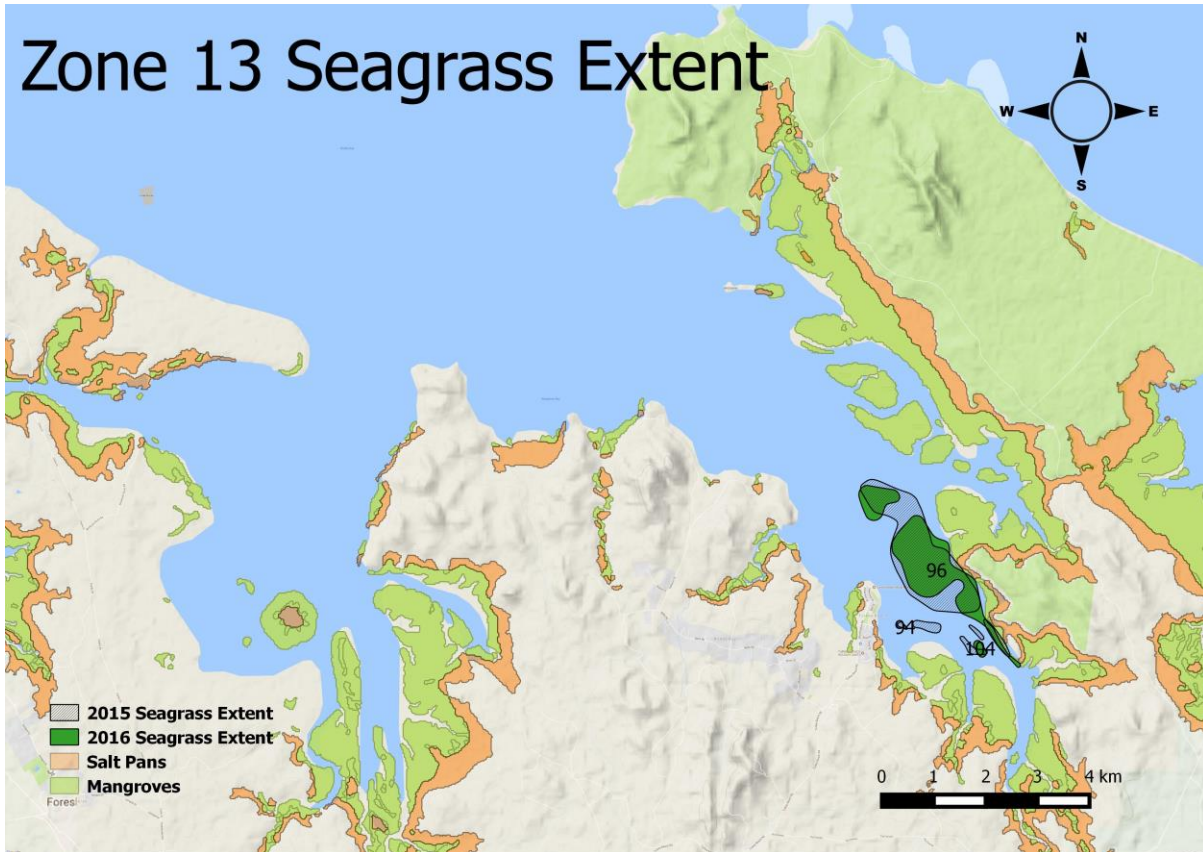 Zone 13 Seagrass Extent
N
W
E
S
96
94
104
2015 Seagrass Extent
2016 Seagrass Extent
Salt Pans
Mangroves
0 1 2 3 4 km